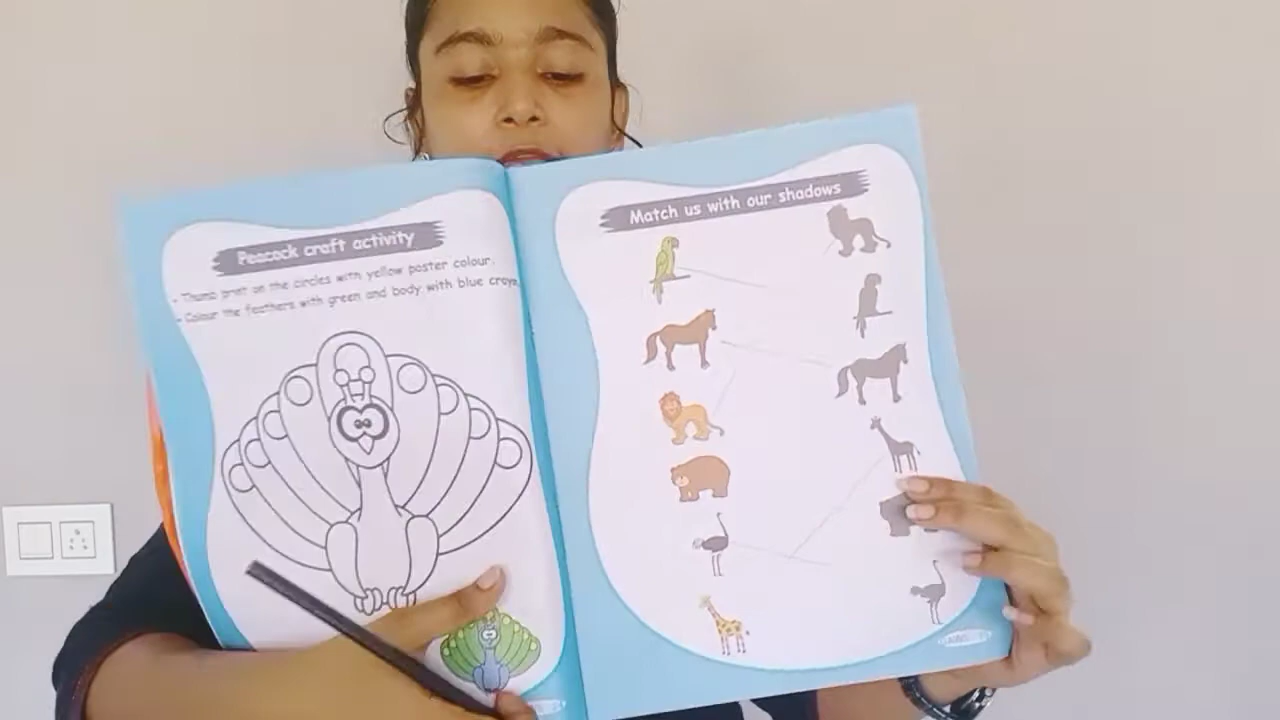 Peacock craft activity
- Thumb print on the circles with yellow poster colour.
- Colour the feathers with green and body with blue crayo
Match us with our shadows